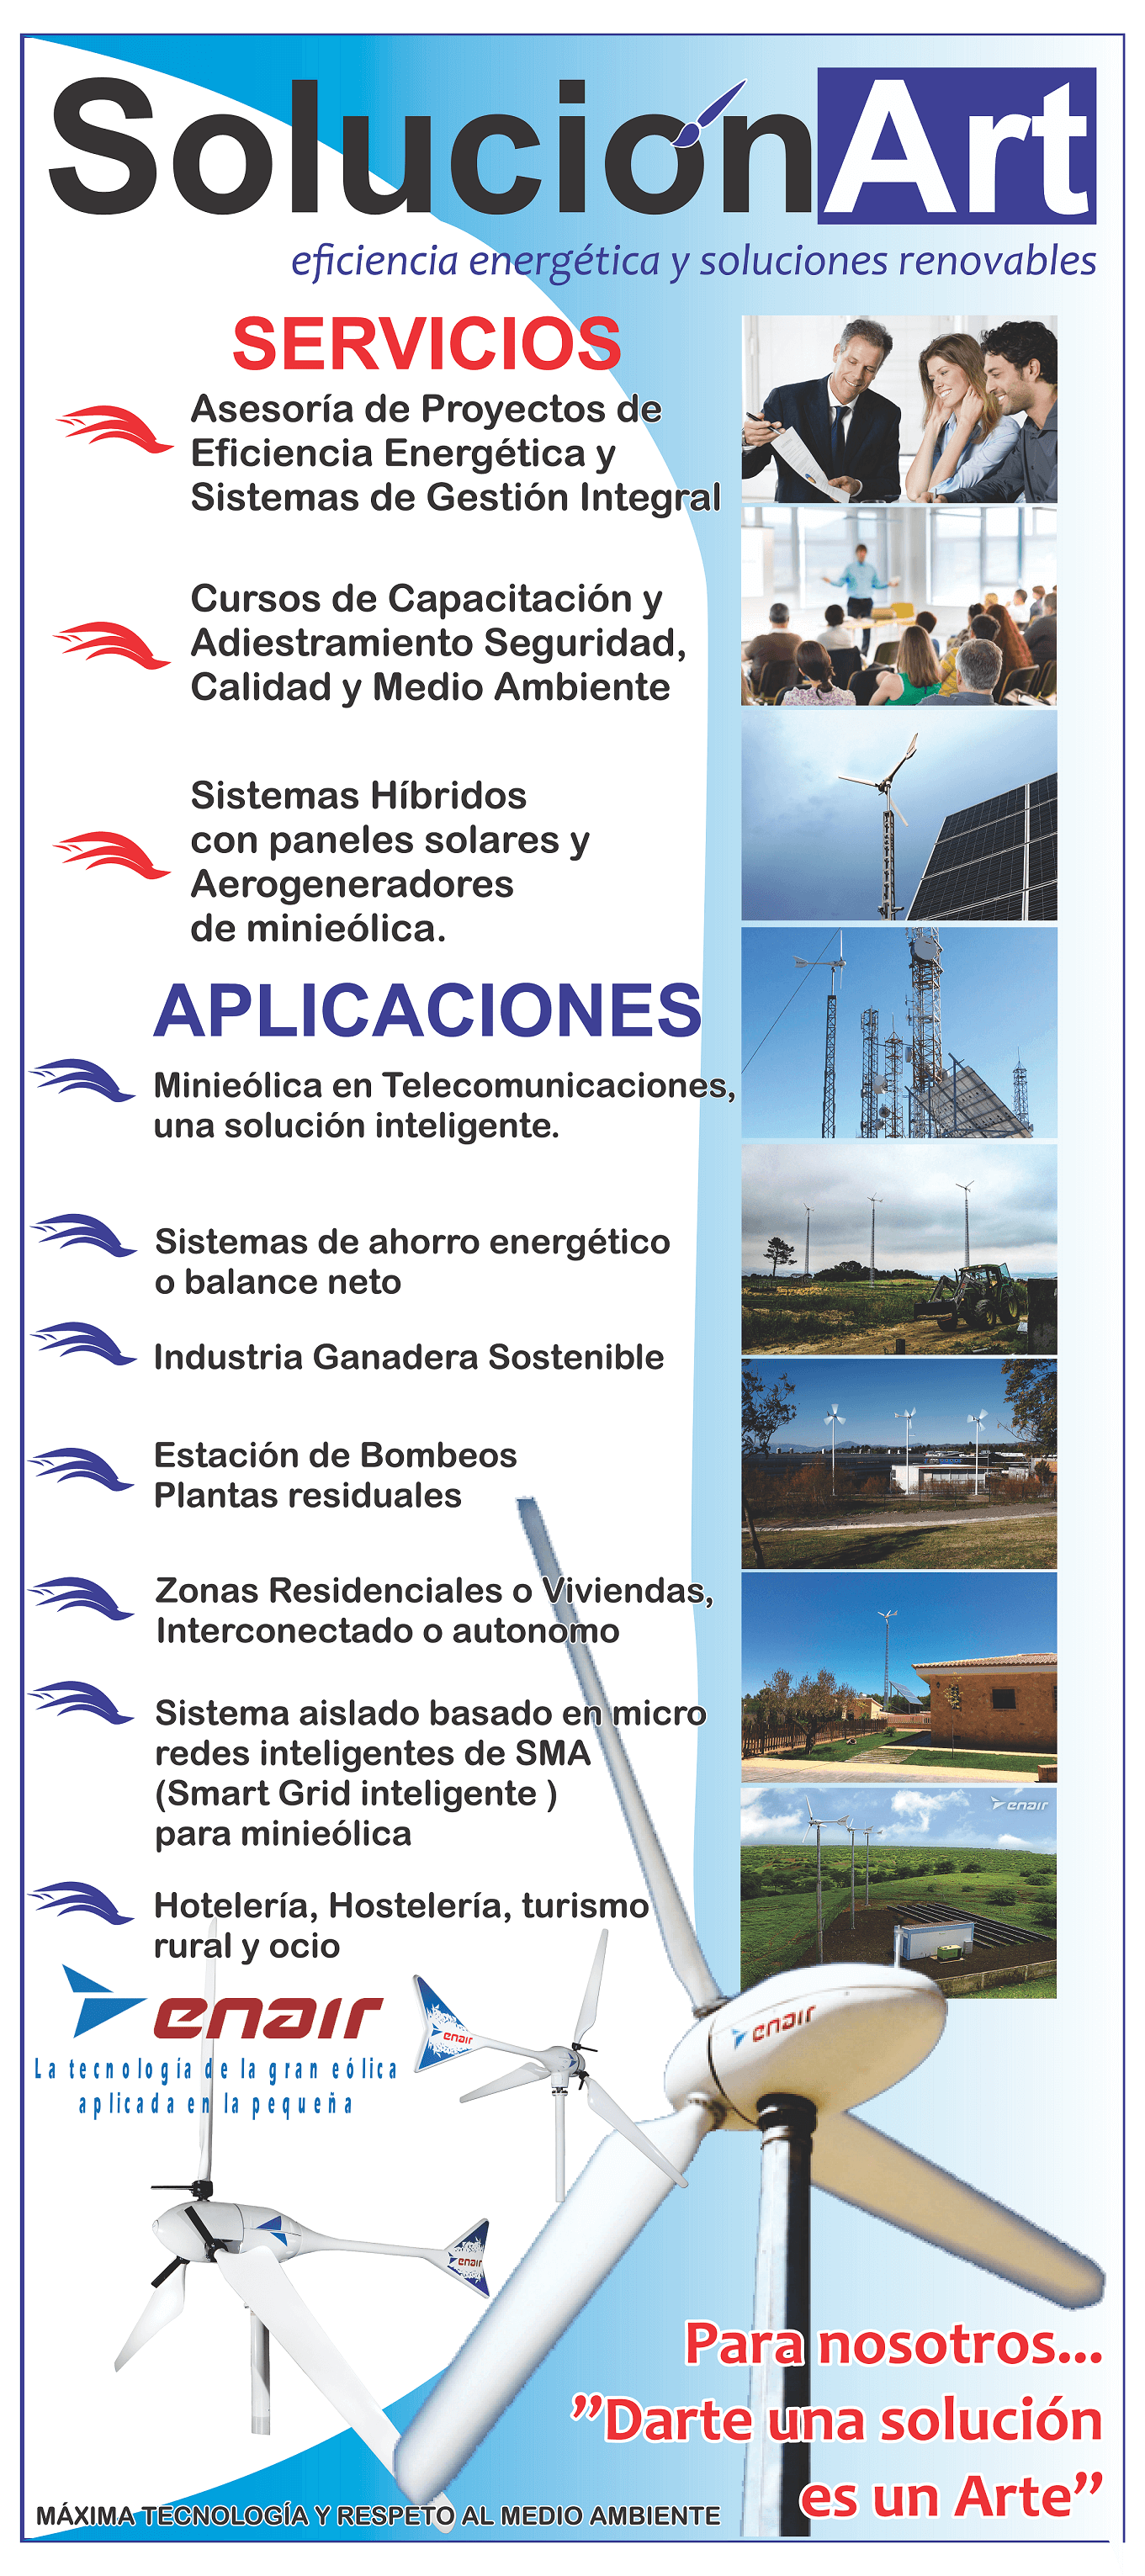 SoluciónArt
eficiencia energética y soluciones renovables
SERVICIOS
Asesoría de Proyectos de
Eficiencia Energética y
Sistemas de Gestión Integral
Cursos de Capacitación y
Adiestramiento Seguridad,
Calidad y Medio Ambiente
Sistemas Híbridos
con paneles solares y
Aerogeneradores
de minieólica.
APLICACIONES
Minieólica en Telecomunicaciones,
una solución inteligente.
Sistemas de ahorro energético
o balance neto
Industria Ganadera Sostenible
Estación de Bombeos
Plantas residuales
Zonas Residenciales o Viviendas,
Interconectado o autonomo
Sistema aislado basado en micro
redes inteligentes de SMA
(Smart Grid inteligente )
para minieólica
enair
Hotelería, Hostelería, turismo
rural y ocio
enair
La tecnología de la gran eólica
aplicada en la pequeña
enair
enair
enair
Para nosotros...
”Darte una solución
es un Arte”
MÁXIMA TECNOLOGÍA Y RESPETO AL MEDIO AMBIENTE